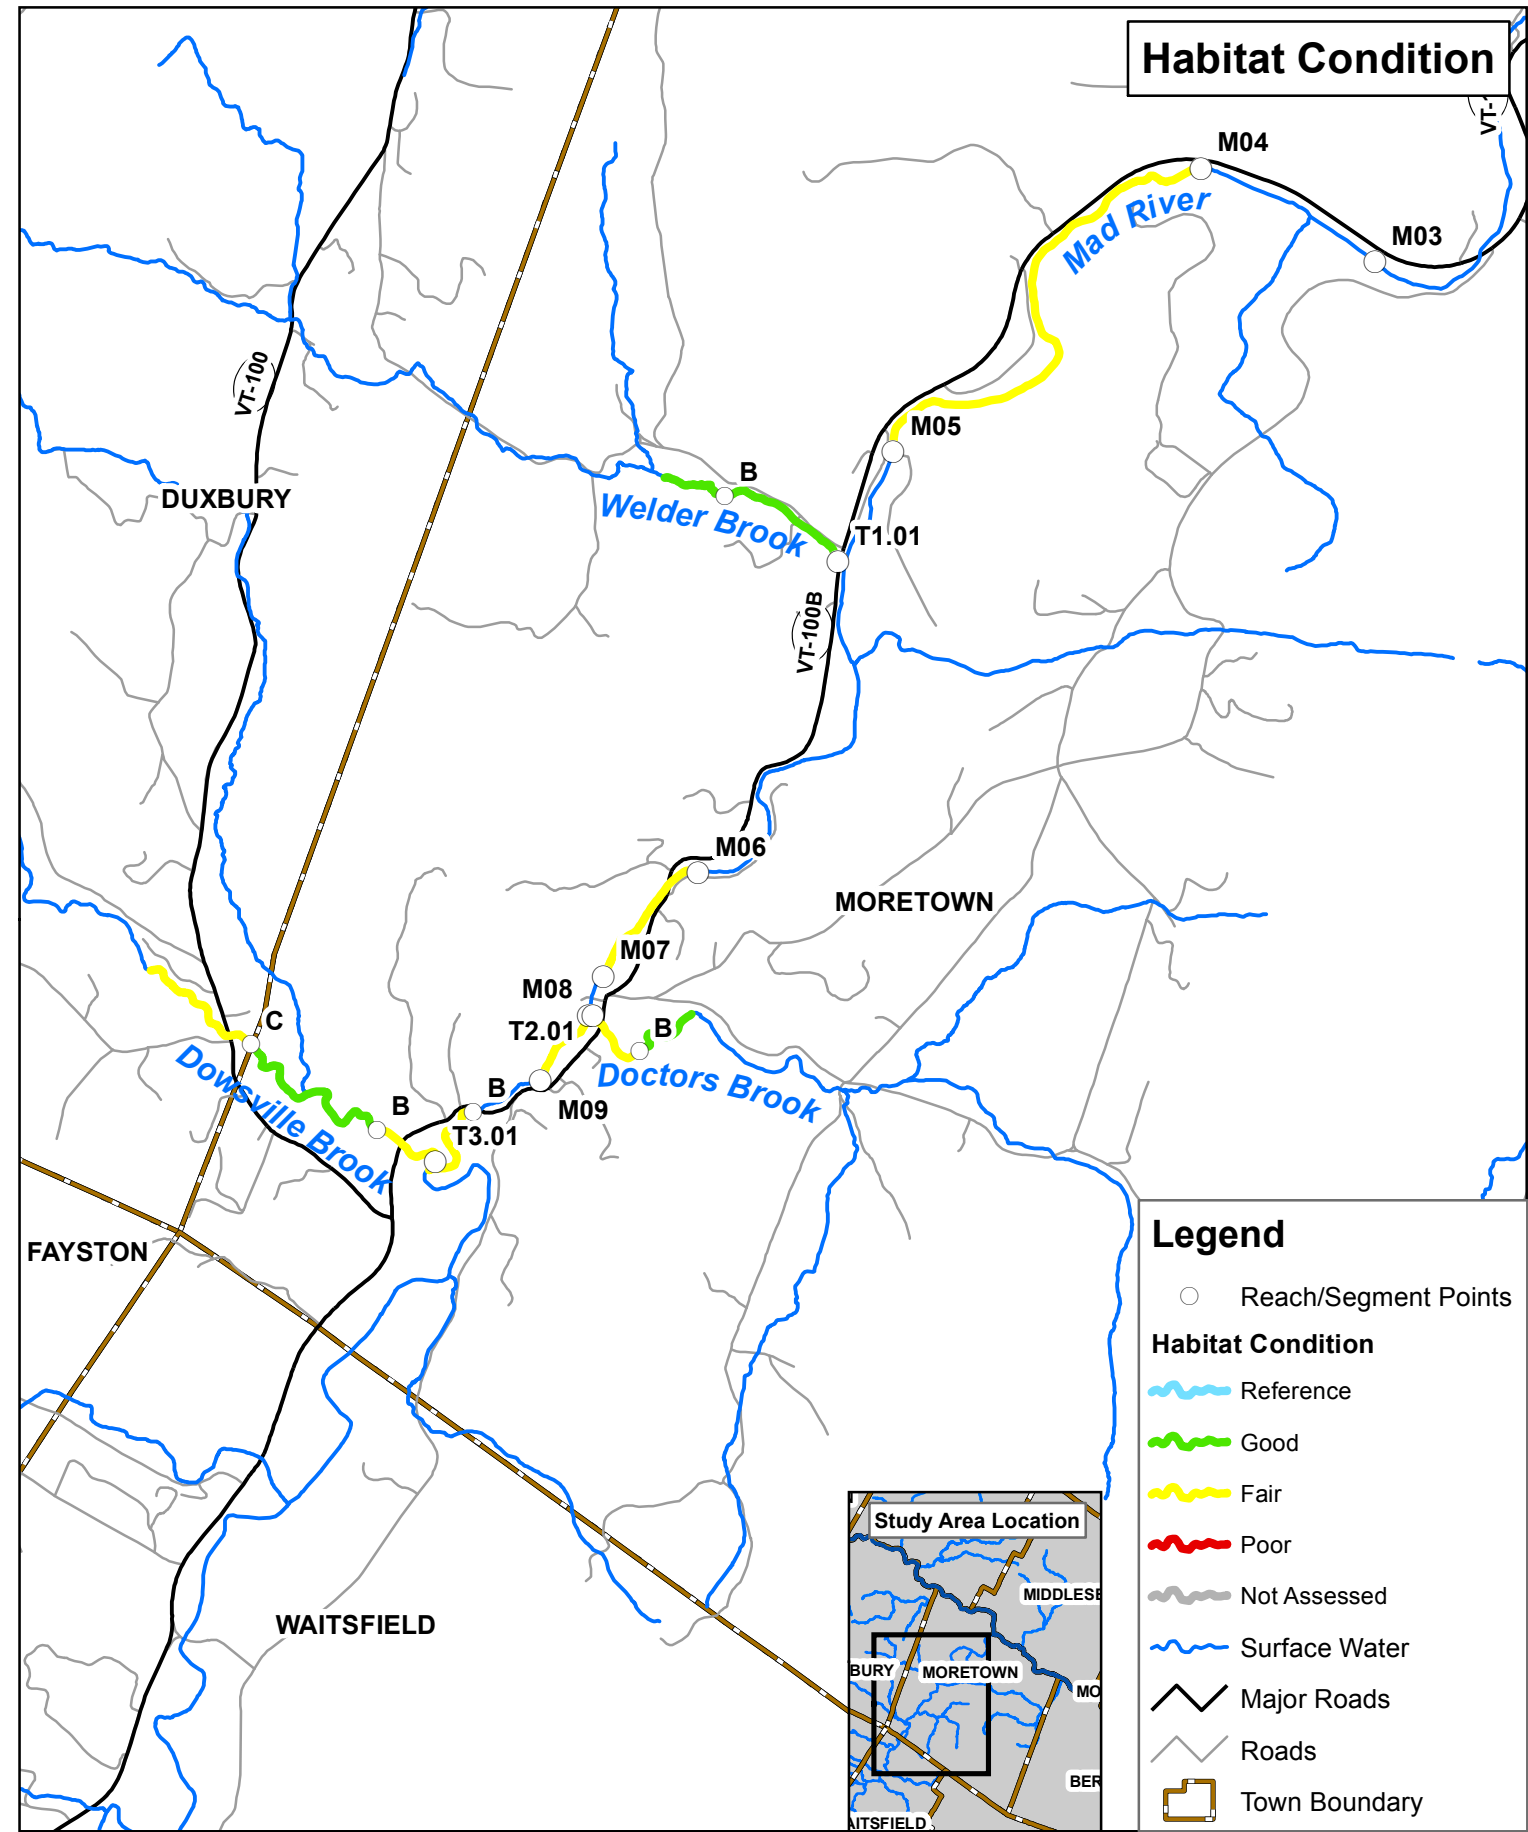 Habitat Condition
VT-
M04
Mad River
M03
VT-100
M05
B
DUXBURY
Welder Brook
T1.01
VT-100B
M06
MORETOWN
M07
M08
C
T2.01
B
Doctors Brook
Dowsville Brook
B
B
M09
T3.01
FAYSTON
WAITSFIELD
Legend
Reach/Segment Points
Habitat Condition
Reference
Good
Fair
Poor
Not Assessed
Surface Water
Major Roads
Roads
Town Boundary
Study Area Location
MIDDLESE
BURY
MORETOWN
MO
BER
AITSFIELD